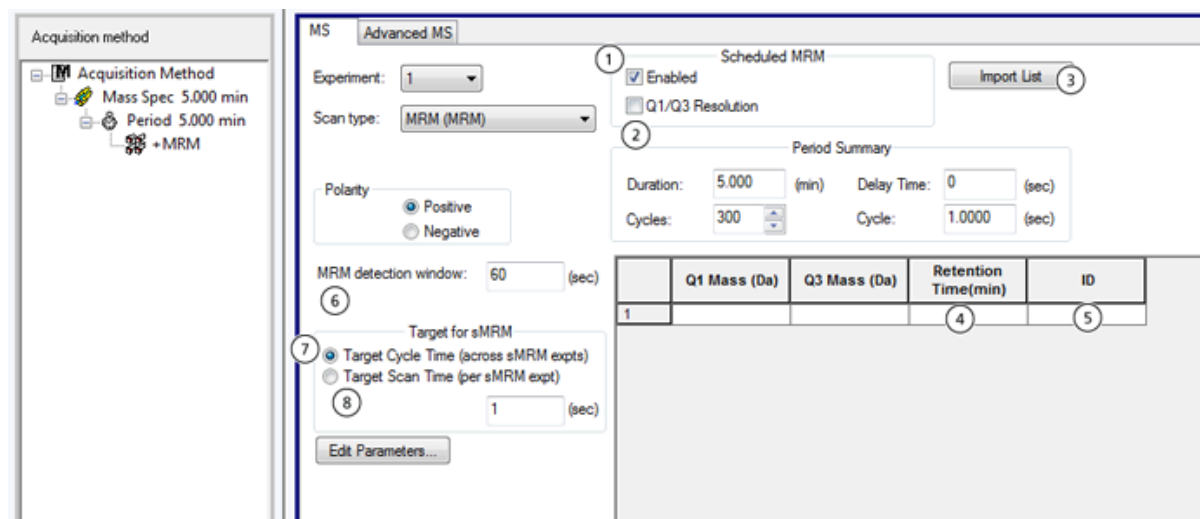 Acquisition method
Acquisition Method
Mass Spec 5.000 min
Period 5.000 min
+MRM
MS Advanced MS
Experiment: 1
Scan type: MRM (MRM)
1 Scheduled MRM
Enabled
Q1/Q3 Resolution
2
Import List 3
Period Summary
Duration: 5.000 (min) Delay Time: 0 (sec)
Cycles: 300 Cycle: 1.0000 (sec)
Polarity
Positive
Negative
MRM detection window: 60 (sec)
6
Target for sMRM
7 Target Cycle Time (across sMRM expts)
Target Scan Time (per sMRM expt)
8
1 (sec)
Edit Parameters...
Q1 Mass (Da) Q3 Mass (Da) Retention Time(min) ID
1 4 5